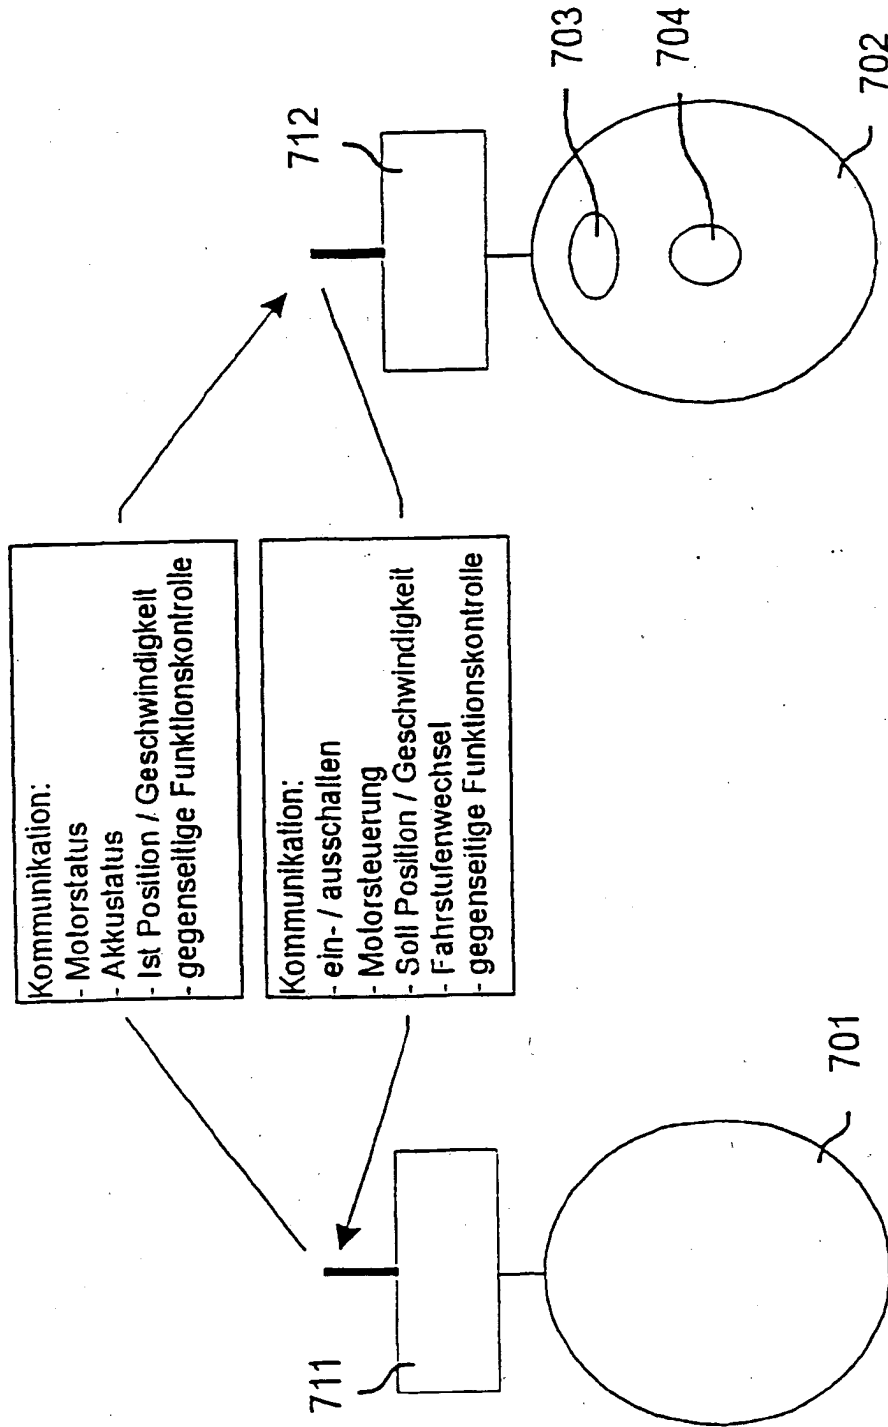 Kommunikation:
- Motorstatus
- Akkustatus
- Ist Position / Geschwindigkeit
- gegenseitige Funktionskontrolle
Kommunikation:
- ein- / ausschalten
- Motorsteuerung
- Soll Position / Geschwindigkeit
- Fahrstufenwechsel
- gegenseitige Funktionskontrolle
711
712
703
704
701
702